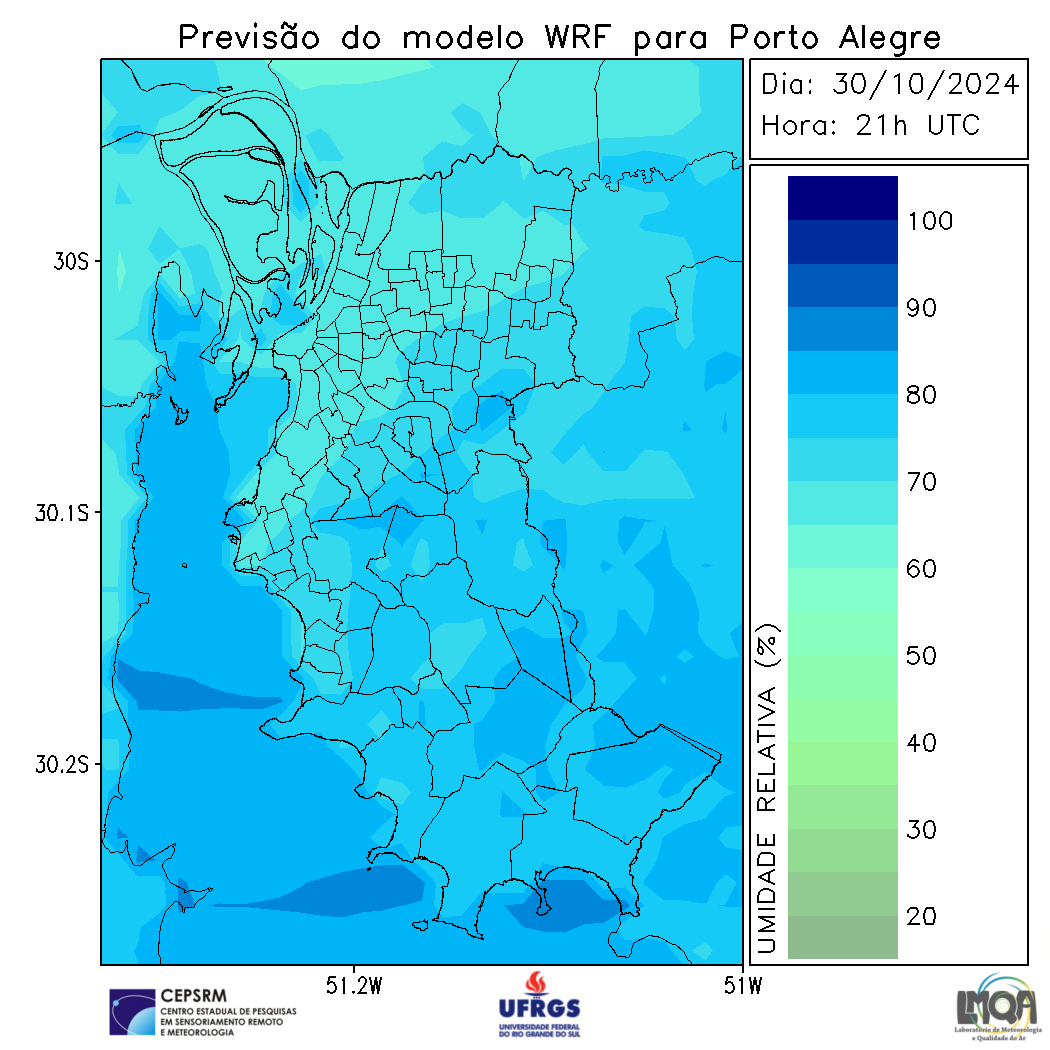 Previsão do modelo WRF para Porto Alegre
Dia: 30/10/2024
Hora: 21h UTC
30S
30.1S
30.2S
51.2W
51W
100
90
80
70
60
50
40
30
20
UMIDADE RELATIVA (%)
CEPSRM
CENTRO ESTADUAL DE PESQUISAS
EM SENSORIAMENTO REMOTO
E METEOROLOGIA
UFRGS
UNIVERSIDADE FEDERAL
DO RIO GRANDE DO SUL
LMQA
Laboratório de Meteorologia
e Qualidade do Ar